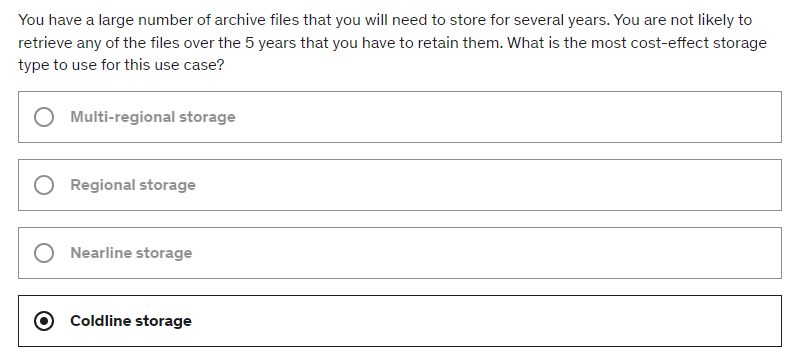 You have a large number of archive files that you will need to store for several years. You are not likely to
retrieve any of the files over the 5 years that you have to retain them. What is the most cost-effect storage
type to use for this use case?
Multi-regional storage
Regional storage
Nearline storage
Coldline storage